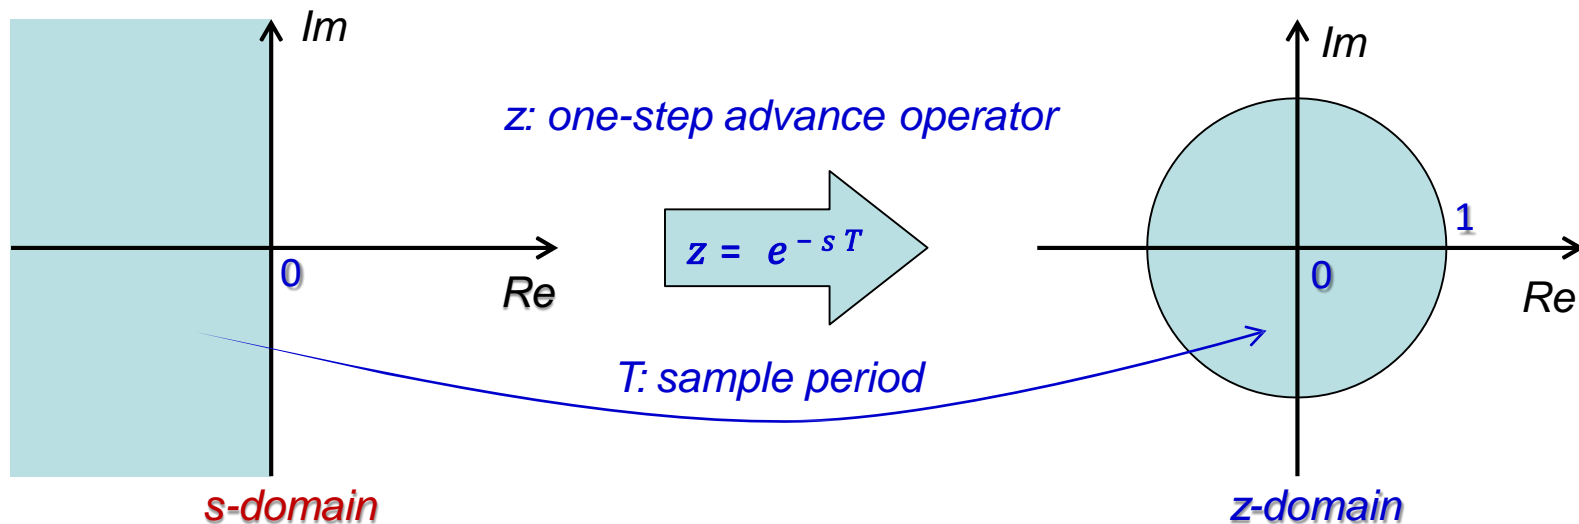 Im
Im
z: one-step advance operator
1
z = e^{-sT}
0
0
Re
Re
T: sample period
s-domain
z-domain